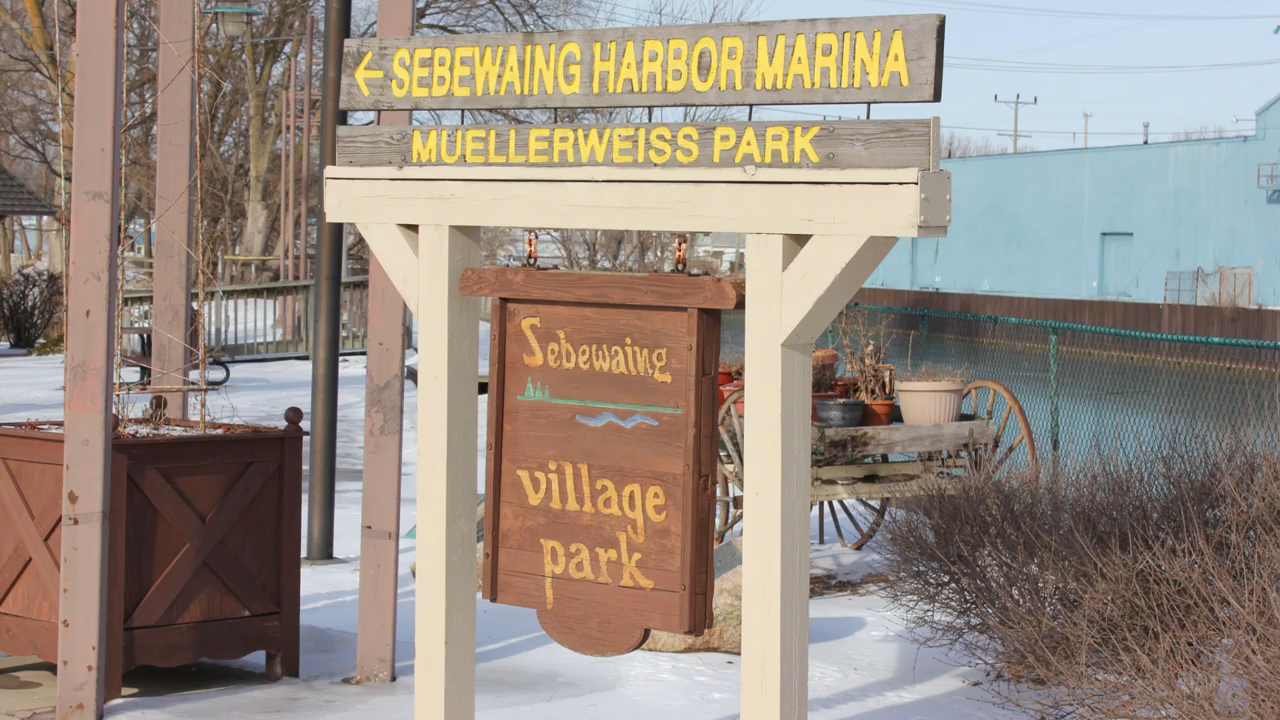 ← SEBEWAING HARBOR MARINA
MUELLERWEISS PARK
Sebewaing
village
park